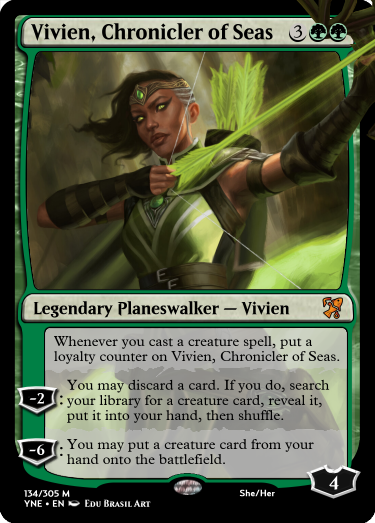 Vivien, Chronicler of Seas 3
Legendary Planeswalker — Vivien
Whenever you cast a creature spell, put a
loyalty counter on Vivien, Chronicler of Seas.
-2: You may discard a card. If you do, search
your library for a creature card, reveal it,
put it into your hand, then shuffle.
-6: You may put a creature card from your
hand onto the battlefield.
4
134/305 M She/Her
YNE • EN Edu Brasil Art